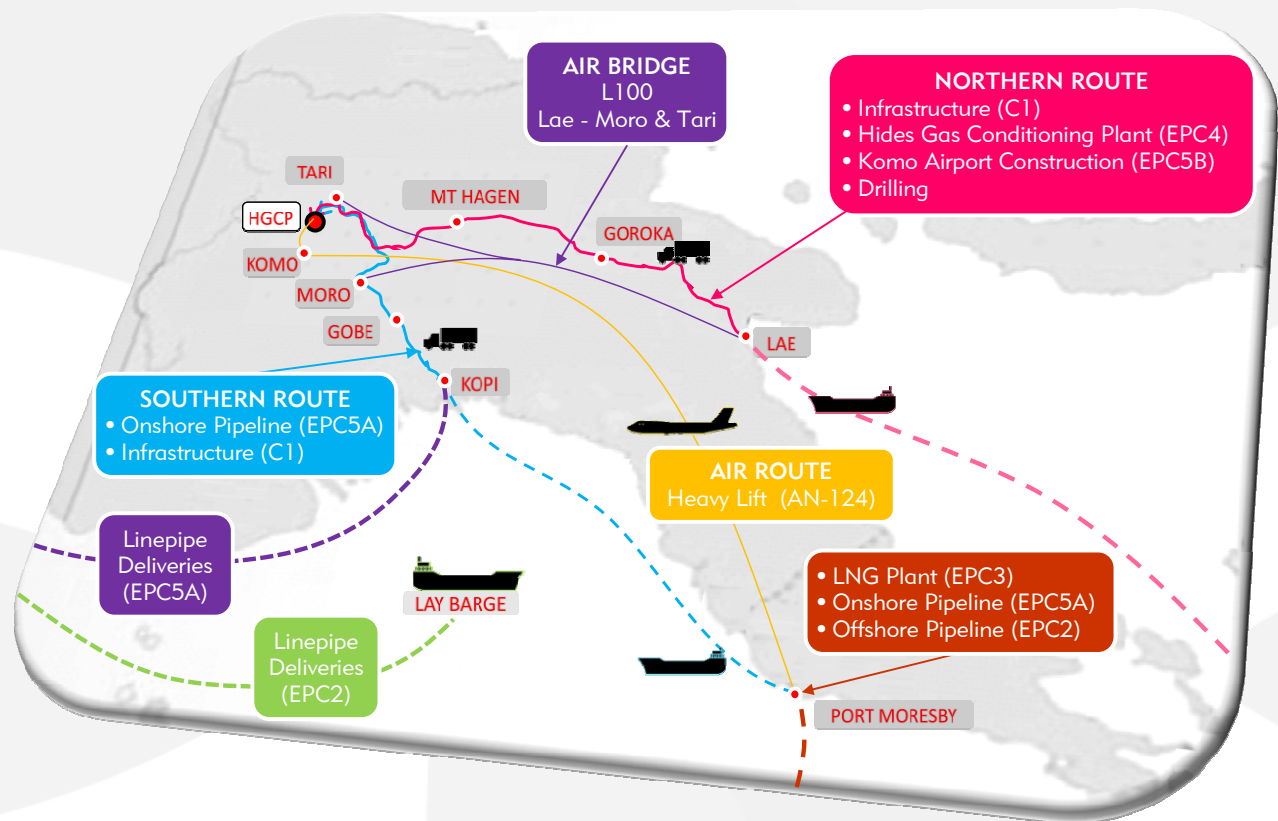 AIR BRIDGE
L100
Lae - Moro & Tari
NORTHERN ROUTE
• Infrastructure (C1)
• Hides Gas Conditioning Plant (EPC4)
• Komo Airport Construction (EPC5B)
• Drilling
TARI
MT HAGEN
HGCP
GOROKA
KOMO
MORO
GOBE
LAE
KOPI
SOUTHERN ROUTE
• Onshore Pipeline (EPC5A)
• Infrastructure (C1)
AIR ROUTE
Heavy Lift (AN-124)
Linepipe
Deliveries
(EPC5A)
LAY BARGE
• LNG Plant (EPC3)
• Onshore Pipeline (EPC5A)
• Offshore Pipeline (EPC2)
Linepipe
Deliveries
(EPC2)
PORT MORESBY